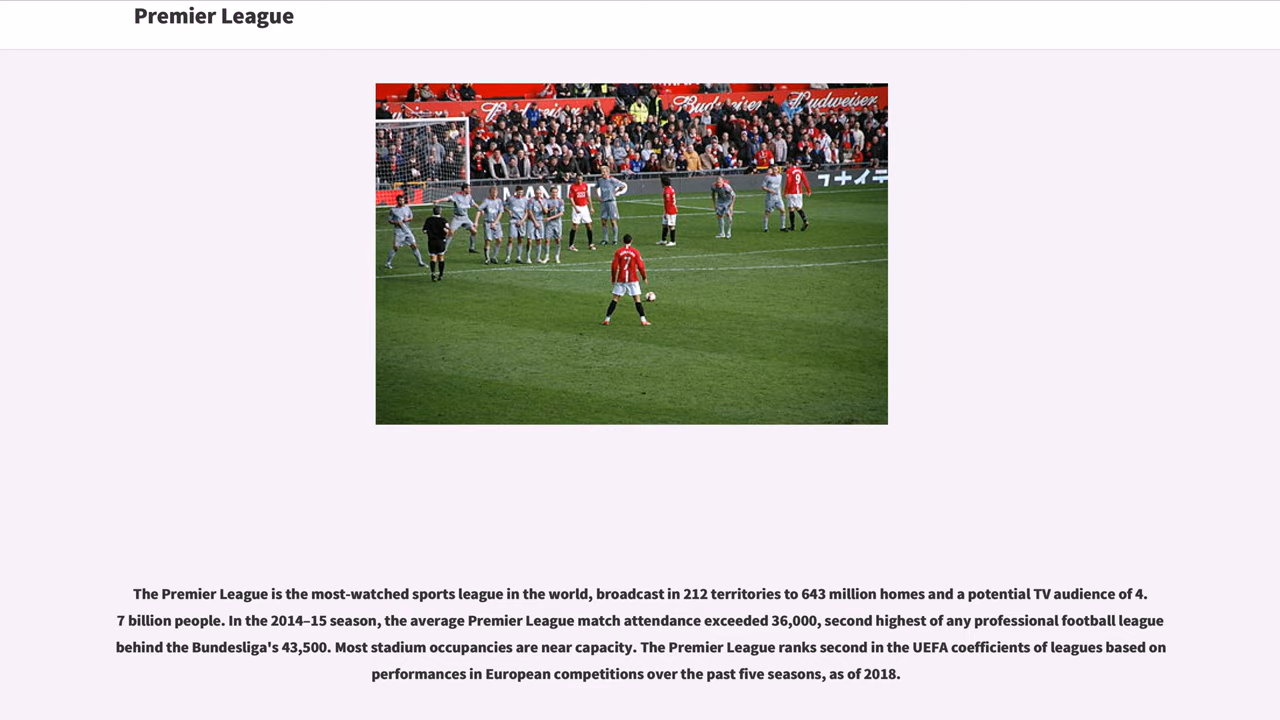 Premier League
Budweiser
Budweiser
Budweiser
9
7
The Premier League is the most-watched sports league in the world, broadcast in 212 territories to 643 million homes and a potential TV audience of 4.
7 billion people. In the 2014–15 season, the average Premier League match attendance exceeded 36,000, second highest of any professional football league
behind the Bundesliga's 43,500. Most stadium occupancies are near capacity. The Premier League ranks second in the UEFA coefficients of leagues based on
performances in European competitions over the past five seasons, as of 2018.